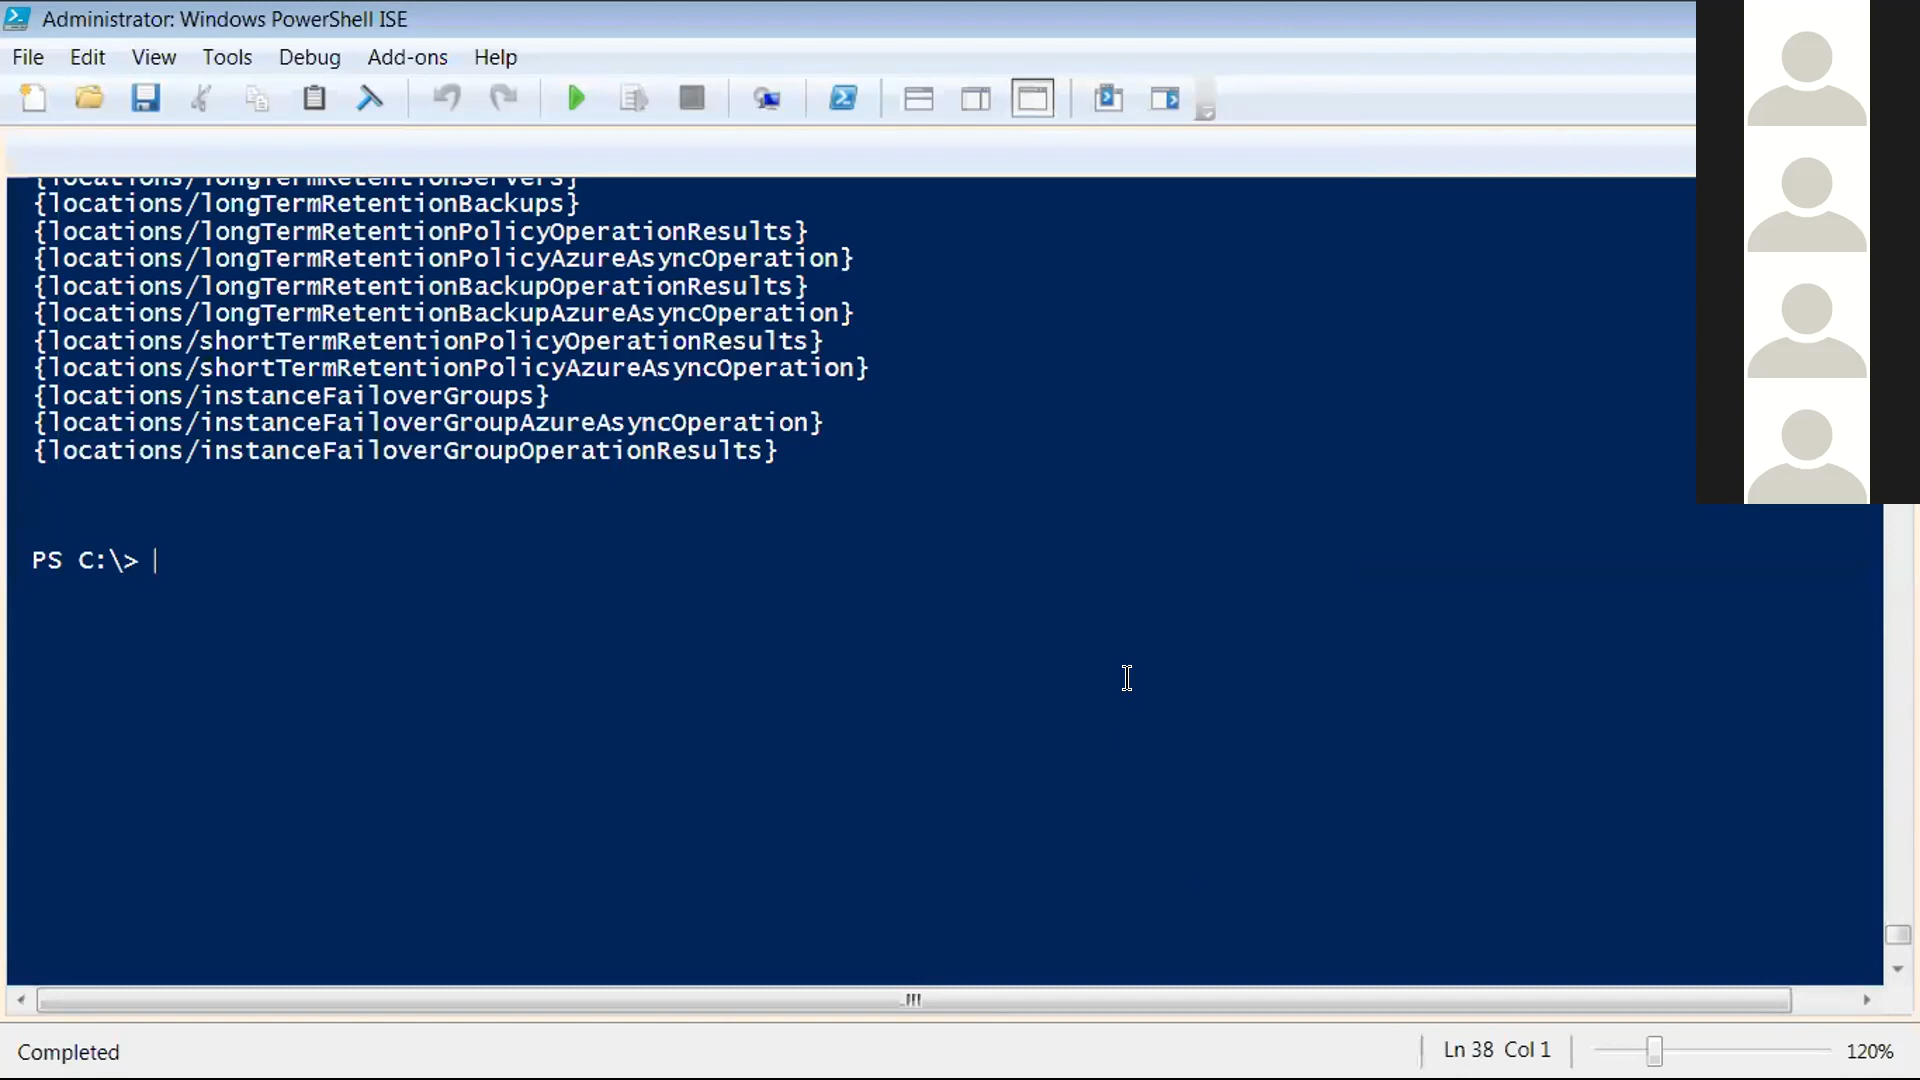 Administrator: Windows PowerShell ISE
File Edit View Tools Debug Add-ons Help
{locations/longTermRetentionServers}
{locations/longTermRetentionBackups}
{locations/longTermRetentionPolicyOperationResults}
{locations/longTermRetentionPolicyAzureAsyncOperation}
{locations/longTermRetentionBackupOperationResults}
{locations/longTermRetentionBackupAzureAsyncOperation}
{locations/shortTermRetentionPolicyOperationResults}
{locations/shortTermRetentionPolicyAzureAsyncOperation}
{locations/instanceFailoverGroups}
{locations/instanceFailoverGroupAzureAsyncOperation}
{locations/instanceFailoverGroupOperationResults}
PS C:\>
Completed
Ln 38 Col 1
120%